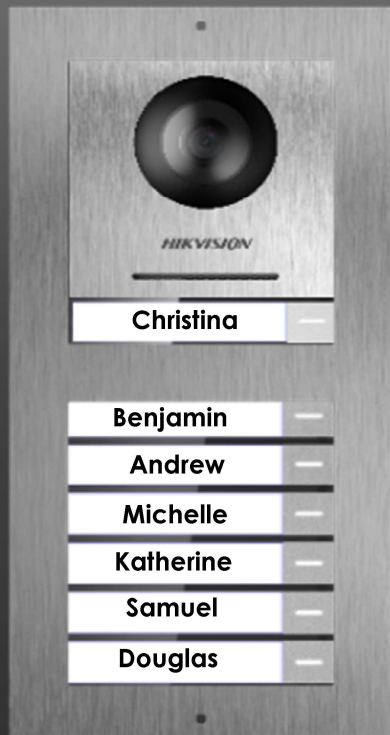 HIKVISION
Christina
Benjamin
Andrew
Michelle
Katherine
Samuel
Douglas